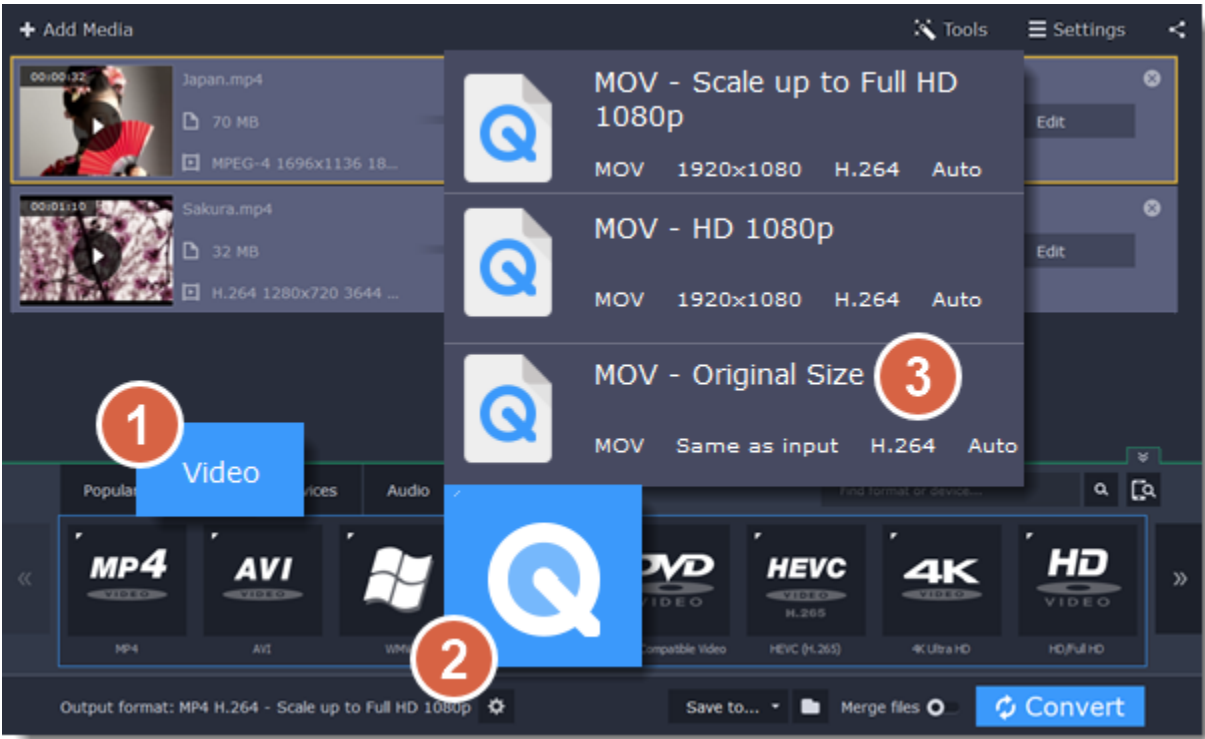 Add Media
Tools
Settings
00:00:32
Japan.mp4
70 MB
MPEG-4 1696x1136 18...
Edit
00:01:10
Sakura.mp4
32 MB
H.264 1280x720 3644 ...
Edit
MOV - Scale up to Full HD
1080p
MOV 1920x1080 H.264 Auto
MOV - HD 1080p
MOV 1920x1080 H.264 Auto
MOV - Original Size
3
MOV Same as input H.264 Auto
1
Video
Audio
Find format or device...
MP4
VIDEO
MP4
AVI
VIDEO
AVI
2
VIDEO
Compatible Video
HEVC
VIDEO
H.265
HEVC (H.265)
4K
VIDEO
4K Ultra HD
HD
VIDEO
HD/Full HD
Output format: MP4 H.264 - Scale up to Full HD 1080p
Save to...
Merge files
Convert